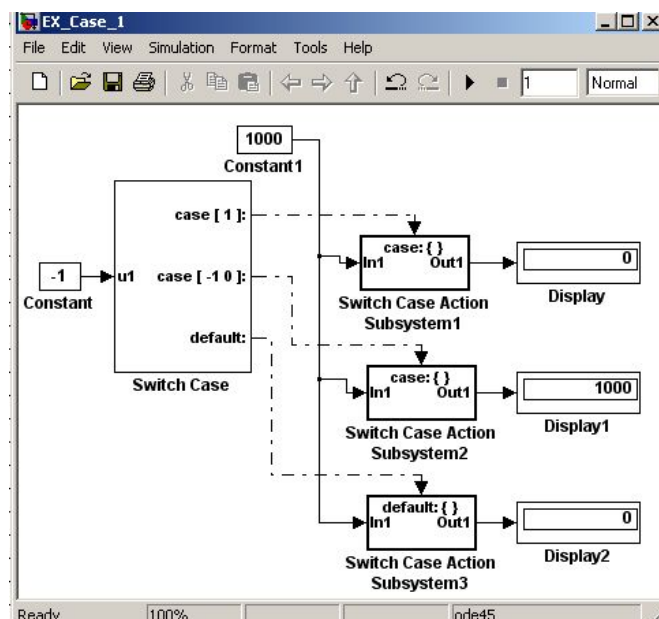 EX_Case_1
File Edit View Simulation Format Tools Help
1 Normal
1000
Constant1
case [ 1 ]:
-1
u1
case [ -1 0 ]:
Constant
default:
Switch Case
case: { }
In1 Out1
Switch Case Action
Subsystem1
0
Display
case: { }
In1 Out1
Switch Case Action
Subsystem2
1000
Display1
default: { }
In1 Out1
Switch Case Action
Subsystem3
0
Display2
Ready 100% ode45